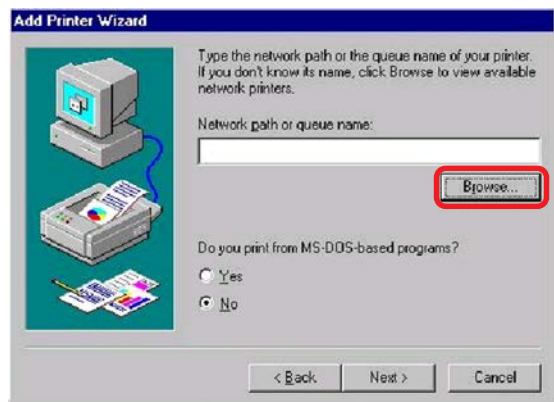 Add Printer Wizard
Type the network path or the queue name of your printer.
If you don't know its name, click Browse to view available
network printers.
Network path or queue name:
Browse...
Do you print from MS-DOS-based programs?
Yes
No
< Back
Next >
Cancel